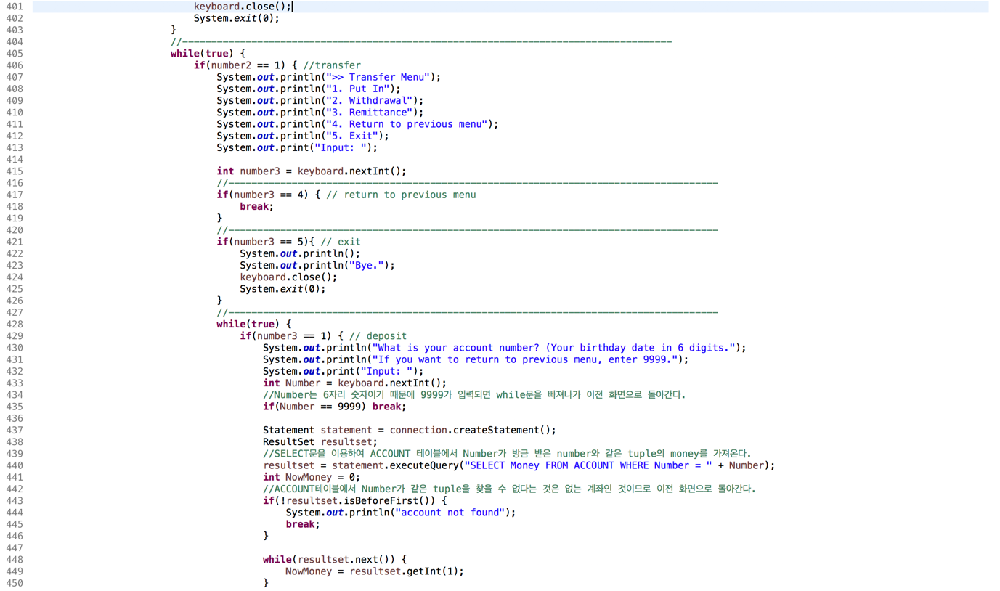 401 keyboard.close();
402 System.exit(0);
403 }
404 //-------------------------------------------------------------------------------------
405 while(true) {
406 if(number2 == 1) { //transfer
407 System.out.println(">> Transfer Menu");
408 System.out.println("1. Put In");
409 System.out.println("2. Withdrawal");
410 System.out.println("3. Remittance");
411 System.out.println("4. Return to previous menu");
412 System.out.println("5. Exit");
413 System.out.print("Input: ");
414
415 int number3 = keyboard.nextInt();
416 //-------------------------------------------------------------------------------------
417 if(number3 == 4) { // return to previous menu
418 break;
419 }
420 //-------------------------------------------------------------------------------------
421 if(number3 == 5){ // exit
422 System.out.println();
423 System.out.println("Bye.");
424 keyboard.close();
425 System.exit(0);
426 }
427 //-------------------------------------------------------------------------------------
428 while(true) {
429 if(number3 == 1) { // deposit
430 System.out.println("What is your account number? (Your birthday date in 6 digits.");
431 System.out.println("If you want to return to previous menu, enter 9999.");
432 System.out.print("Input: ");
433 int Number = keyboard.nextInt();
434 //Number는 6자리 숫자이기 때문에 9999가 입력되면 while문을 빠져나가 이전 화면으로 돌아간다.
435 if(Number == 9999) break;
436
437 Statement statement = connection.createStatement();
438 ResultSet resultset;
439 //SELECT문을 이용하여 ACCOUNT 테이블에서 Number가 방금 받은 number와 같은 tuple의 money를 가져온다.
440 resultset = statement.executeQuery("SELECT Money FROM ACCOUNT WHERE Number = " + Number);
441 int NowMoney = 0;
442 //ACCOUNT테이블에서 Number가 같은 tuple을 찾을 수 없다는 것은 없는 계좌인 것이므로 이전 화면으로 돌아간다.
443 if(!resultset.isBeforeFirst()) {
444 System.out.println("account not found");
445 break;
446 }
447
448 while(resultset.next()) {
449 NowMoney = resultset.getInt(1);
450 }